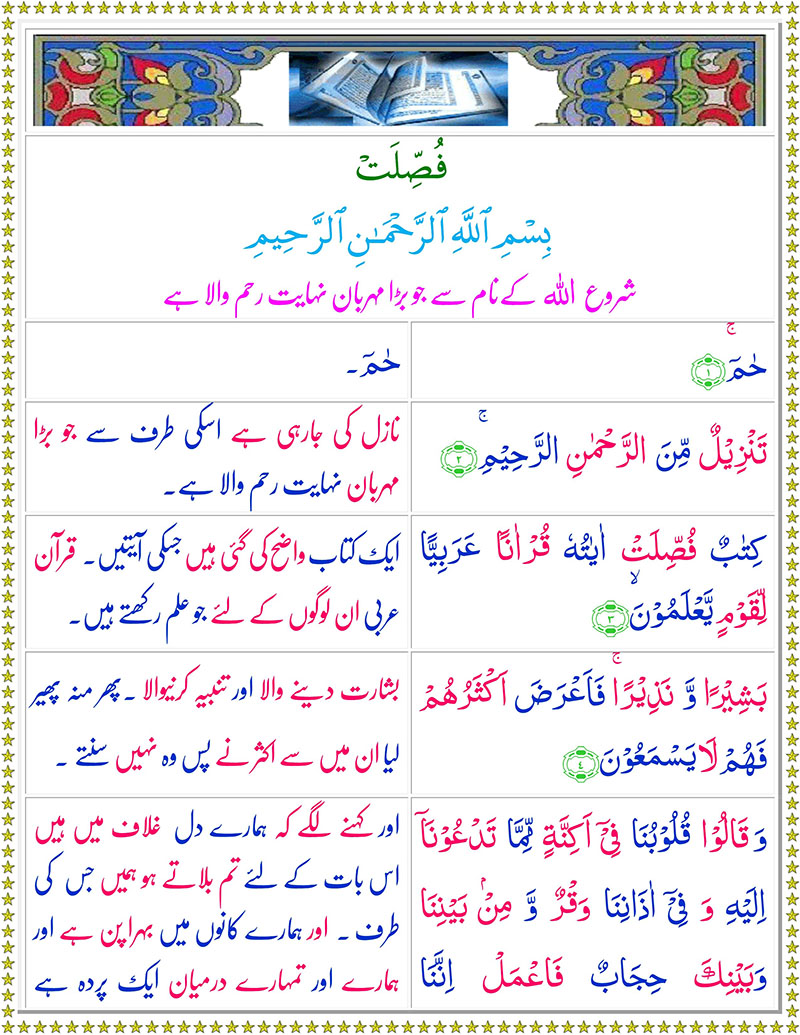 فُصِّلَتْ
بِسْمِ ٱللَّهِ ٱلرَّحْمَـٰنِ ٱلرَّحِيمِ
شروع اللہ کے نام سے جو بڑا مہربان نہایت رحم والا ہے
حٰمٓ ۚ ﴿۱﴾
حٰمٓ۔
تَنْزِيْلٌ مِّنَ الرَّحْمٰنِ الرَّحِيْمِ ۚ ﴿۲﴾
نازل کی جارہی ہے اسکی طرف سے جو بڑا
مہربان نہایت رحم والا ہے۔
كِتٰبٌ فُصِّلَتْ اٰيٰتُهٗ قُرْاٰنًا عَرَبِيًّا
لِّقَوْمٍ يَّعْلَمُوْنَ ۙ ﴿۳﴾
ایک کتاب واضح کی گئی ہیں جسکی آیتیں۔ قرآن
عربی ان لوگوں کے لئے جو علم رکھتے ہیں۔
بَشِيْرًا وَّ نَذِيْرًا ۚ فَاَعْرَضَ اَكْثَرُهُمْ
فَهُمْ لَا يَسْمَعُوْنَ ﴿۴﴾
بشارت دینے والا اور تنبیہ کرنیوالا ۔ پھر منہ پھیر
لیا ان میں سے اکثر نے پس وہ نہیں سنتے ۔
وَ قَالُوْا قُلُوْبُنَا فِيْۤ اَكِنَّةٍ مِّمَّا تَدْعُوْنَاۤ
اِلَيْهِ وَ فِيْۤ اٰذَانِنَا وَقْرٌ وَّ مِنْۢ بَيْنِنَا
وَبَيْنِكَ حِجَابٌ فَاعْمَلْ اِنَّنَا
اور کہنے لگے کہ ہمارے دل غلاف میں ہیں
اس بات کے لئے تم بلاتے ہو ہمیں جس کی
طرف ۔ اور ہمارے کانوں میں بہراپن ہے اور
ہمارے اور تمہارے درمیان ایک پردہ ہے